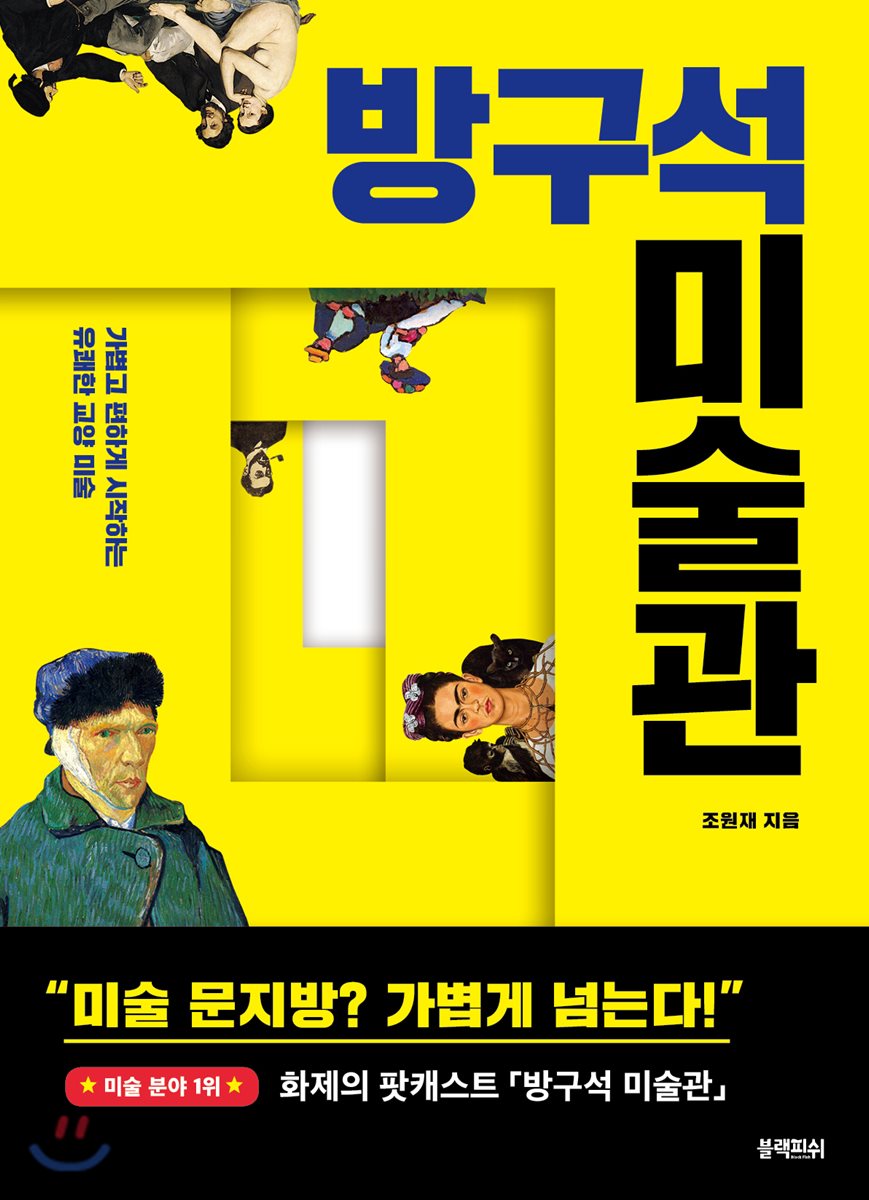 방구석
미술관
가볍고 편하게 시작하는
유쾌한 교양 미술
조원재 지음
“미술 문지방? 가볍게 넘는다!”
★ 미술 분야 1위 ★
화제의 팟캐스트 「방구석 미술관」
블랙피쉬
Black Fish